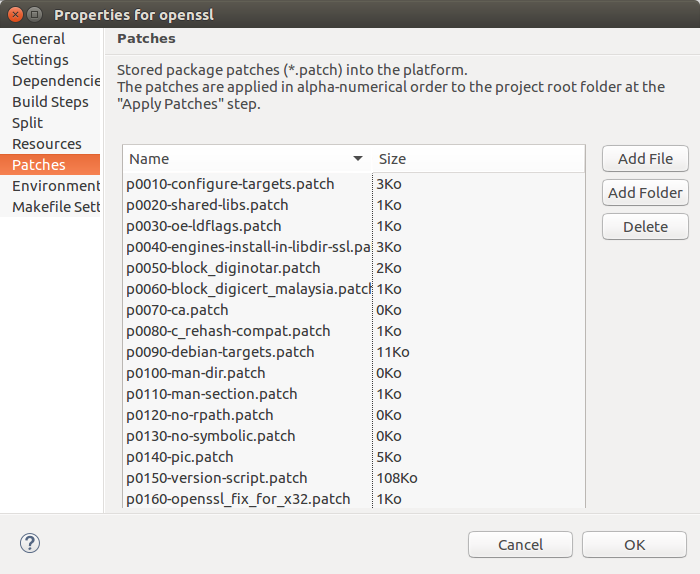 Properties for openssl
General
Settings
Dependencie
Build Steps
Split
Resources
Patches
Environment
Makefile Sett
Patches
Stored package patches (*.patch) into the platform.
The patches are applied in alpha-numerical order to the project root folder at the
"Apply Patches" step.
Name Size
p0010-configure-targets.patch 3Ko
p0020-shared-libs.patch 1Ko
p0030-oe-ldflags.patch 1Ko
p0040-engines-install-in-libdir-ssl.pa 3Ko
p0050-block_diginotar.patch 2Ko
p0060-block_digicert_malaysia.patch 1Ko
p0070-ca.patch 0Ko
p0080-c_rehash-compat.patch 1Ko
p0090-debian-targets.patch 11Ko
p0100-man-dir.patch 0Ko
p0110-man-section.patch 1Ko
p0120-no-rpath.patch 0Ko
p0130-no-symbolic.patch 0Ko
p0140-pic.patch 5Ko
p0150-version-script.patch 108Ko
p0160-openssl_fix_for_x32.patch 1Ko
Add File
Add Folder
Delete
?
Cancel
OK